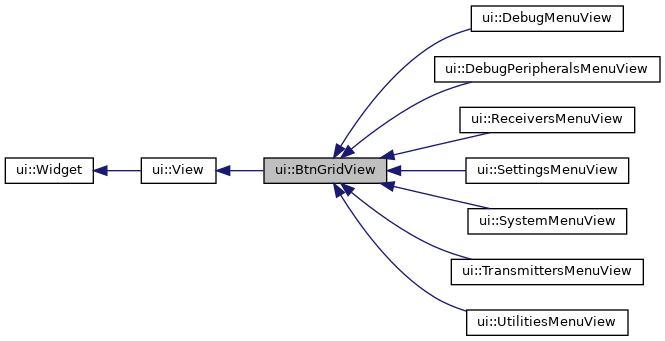 ui::DebugMenuView
ui::DebugPeripheralsMenuView
ui::ReceiversMenuView
ui::Widget
ui::View
ui::BtnGridView
ui::SettingsMenuView
ui::SystemMenuView
ui::TransmittersMenuView
ui::UtilitiesMenuView